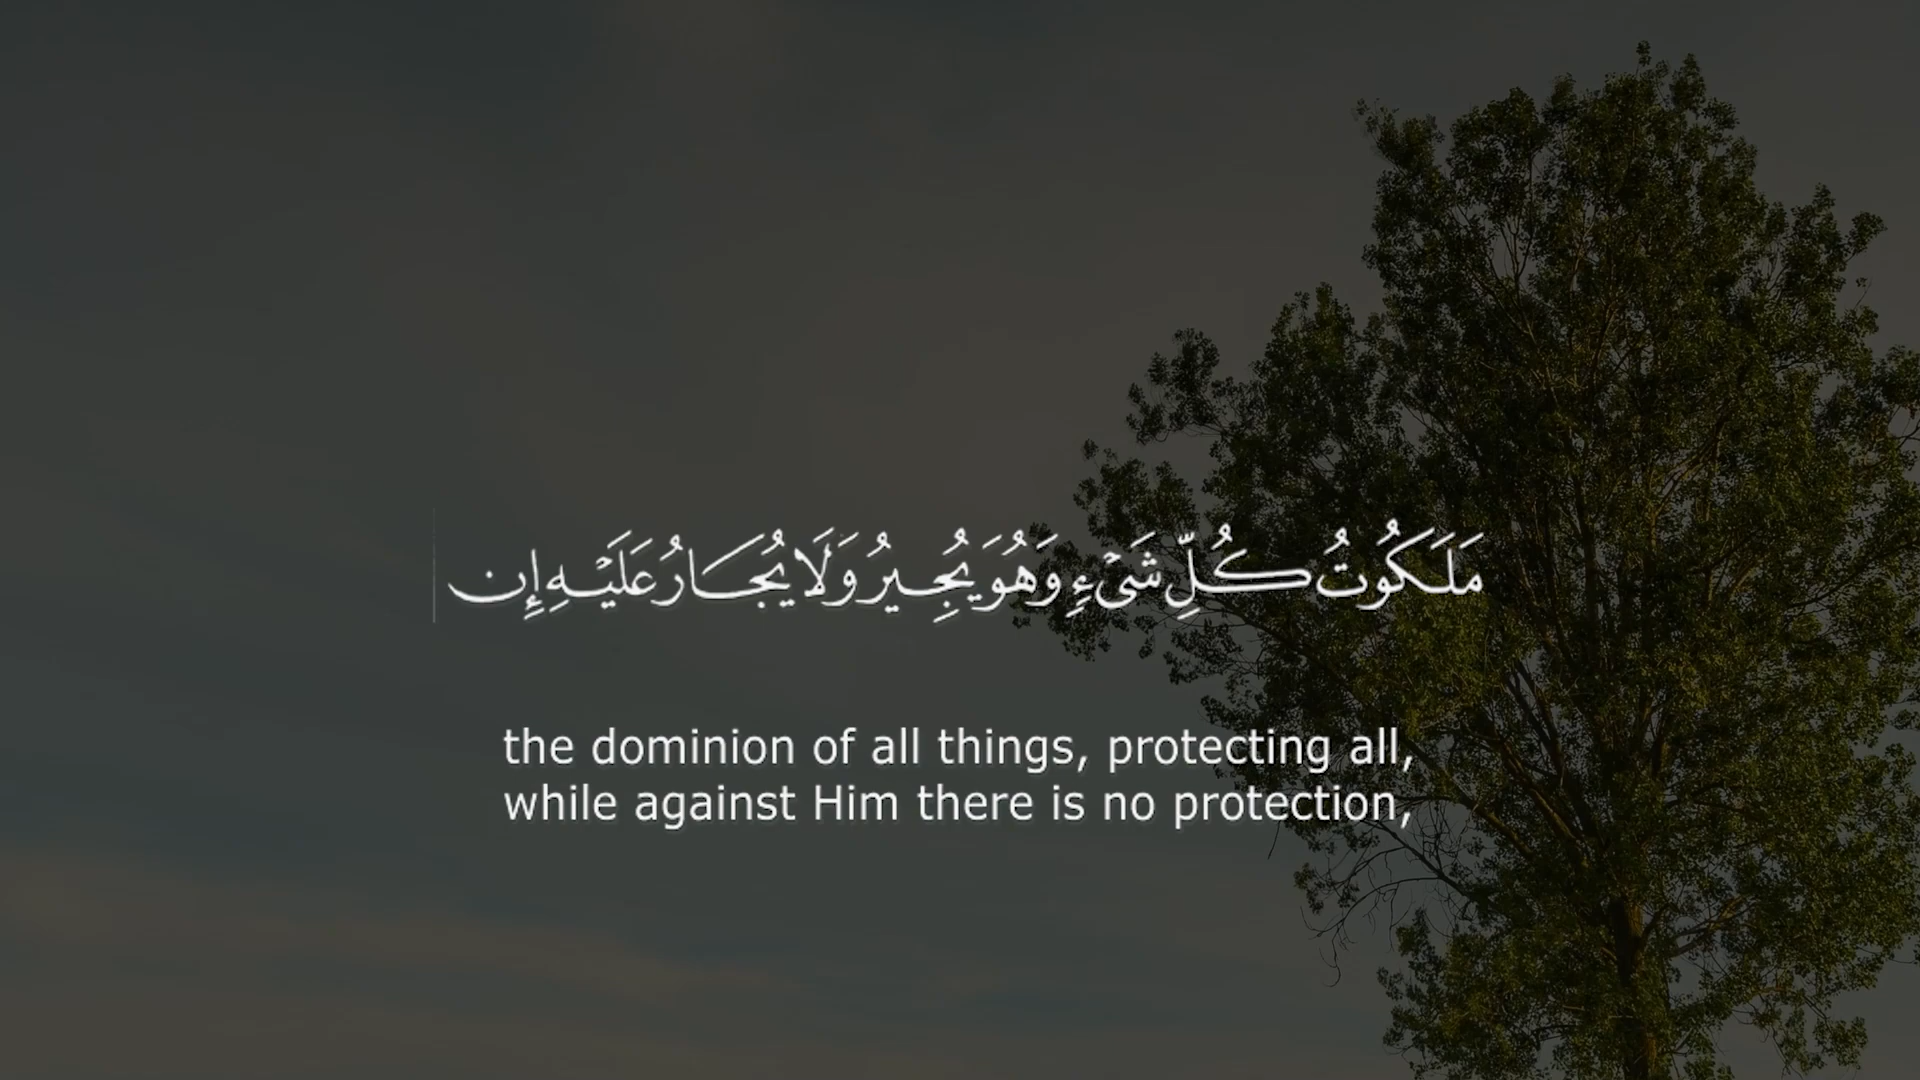 مَلَكُوتُ كُلِّ شَىْءٍ وَهُوَ يُجِيرُ وَلَا يُجَارُ عَلَيْهِ إِن
the dominion of all things, protecting all,
while against Him there is no protection,